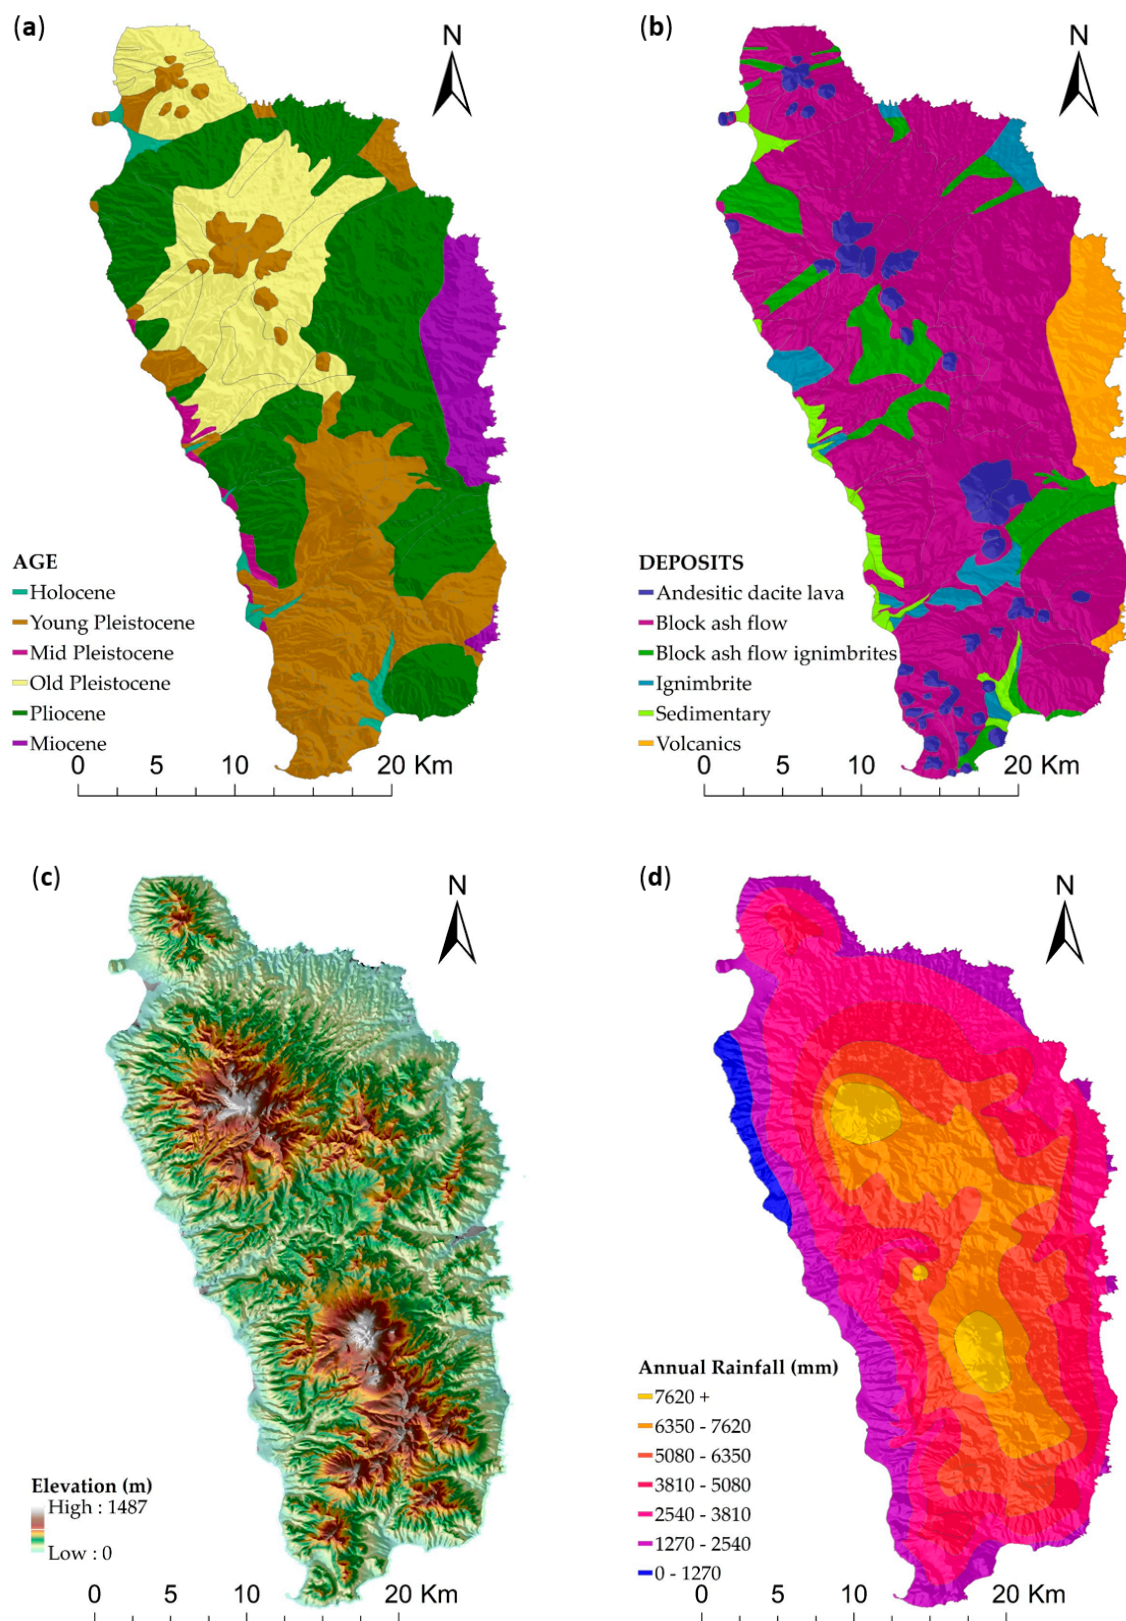 (a)
N
AGE
Holocene
Young Pleistocene
Mid Pleistocene
Old Pleistocene
Pliocene
Miocene
0 5 10 20 Km
(b)
N
DEPOSITS
Andesitic dacite lava
Block ash flow
Block ash flow ignimbrites
Ignimbrite
Sedimentary
Volcanics
0 5 10 20 Km
(c)
N
Elevation (m)
High : 1487
Low : 0
0 5 10 20 Km
(d)
N
Annual Rainfall (mm)
7620 +
6350 - 7620
5080 - 6350
3810 - 5080
2540 - 3810
1270 - 2540
0 - 1270
0 5 10 20 Km